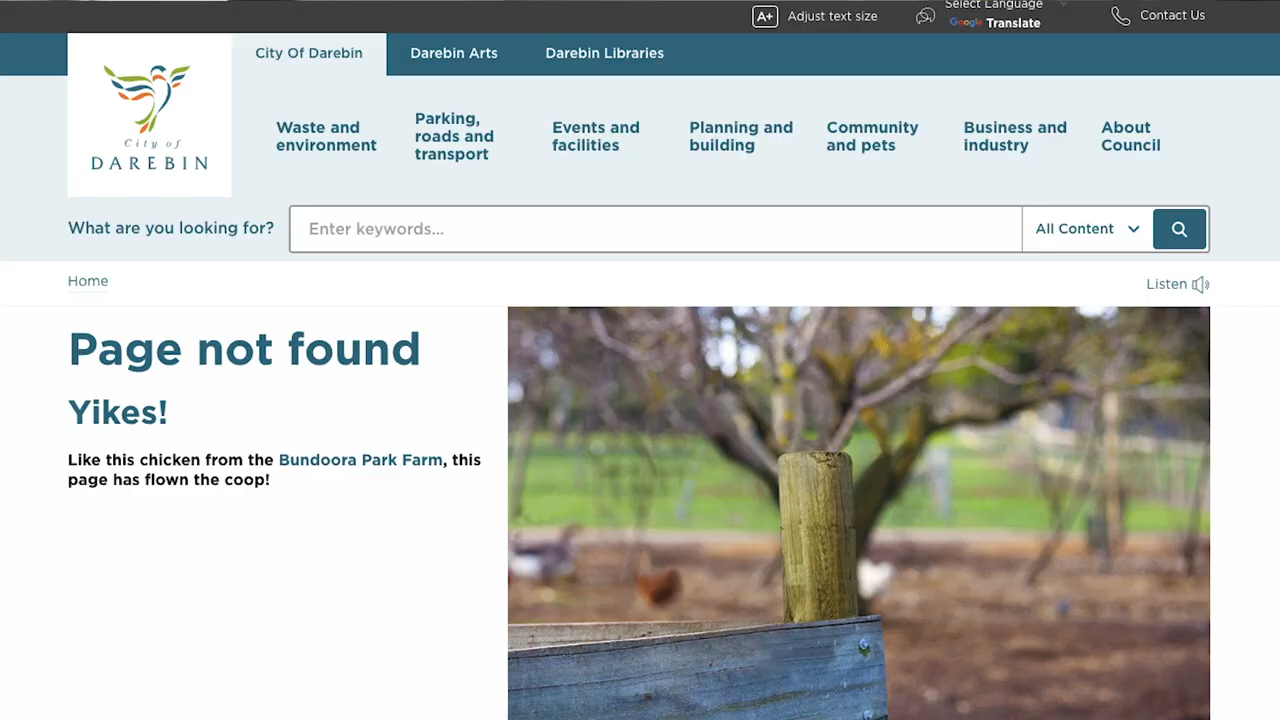 A+ Adjust text size
Select Language
Google Translate
Contact Us
City Of Darebin
Darebin Arts
Darebin Libraries
City of
DAREBIN
Waste and
environment
Parking,
roads and
transport
Events and
facilities
Planning and
building
Community
and pets
Business and
industry
About
Council
What are you looking for?
Enter keywords...
All Content
Home
Listen
Page not found
Yikes!
Like this chicken from the Bundoora Park Farm, this
page has flown the coop!